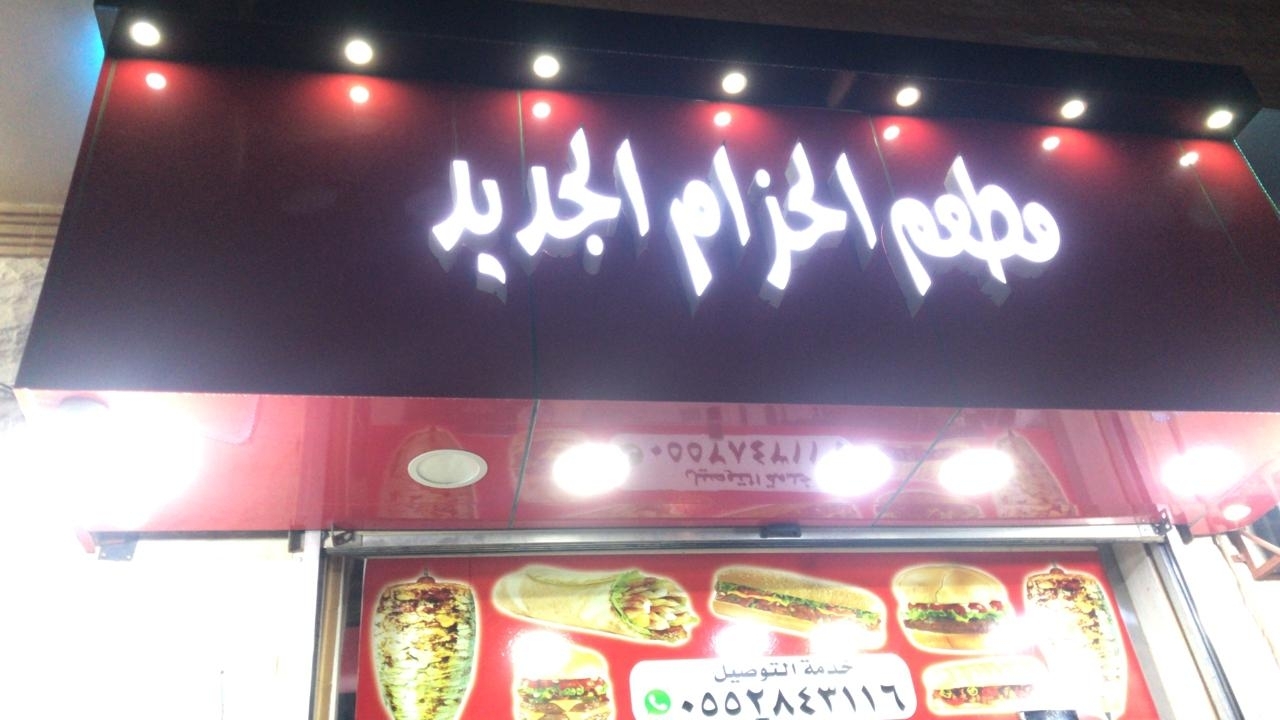 مطعم الحزام الجديد
خدمة التوصيل
٠٥٥٢٨٤٣١١٦